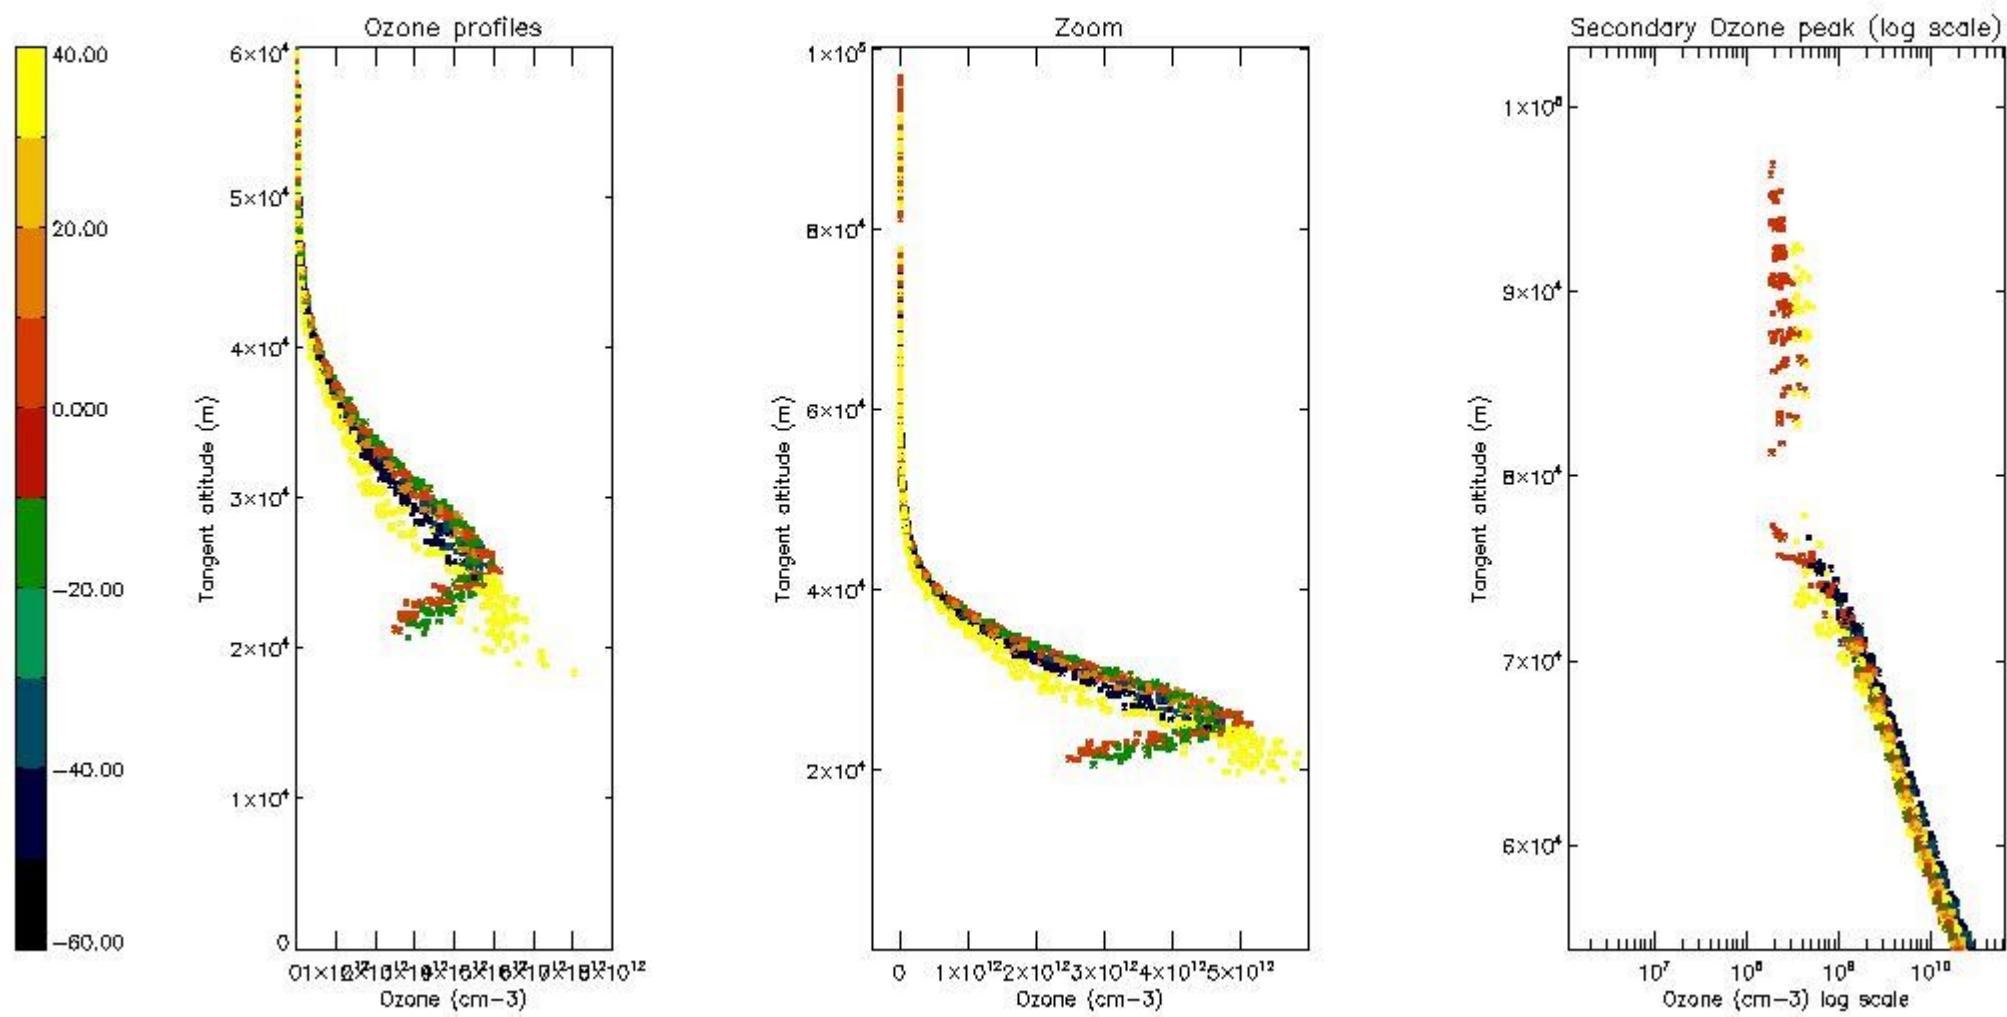 Ozone profiles
Zoom
Secondary Ozone peak (log scale)
40.00
20.00
0.000
−20.00
−40.00
−60.00
Tangent altitude (m)
6×10⁴
5×10⁴
4×10⁴
3×10⁴
2×10⁴
1×10⁴
0
Ozone (cm−3)
Tangent altitude (m)
1×10⁵
8×10⁴
6×10⁴
4×10⁴
2×10⁴
0 1×10¹² 2×10¹² 3×10¹² 4×10¹² 5×10¹²
Ozone (cm−3)
Tangent altitude (m)
1×10⁵
9×10⁴
8×10⁴
7×10⁴
6×10⁴
10⁷ 10⁸ 10⁹ 10¹⁰
Ozone (cm−3) log scale